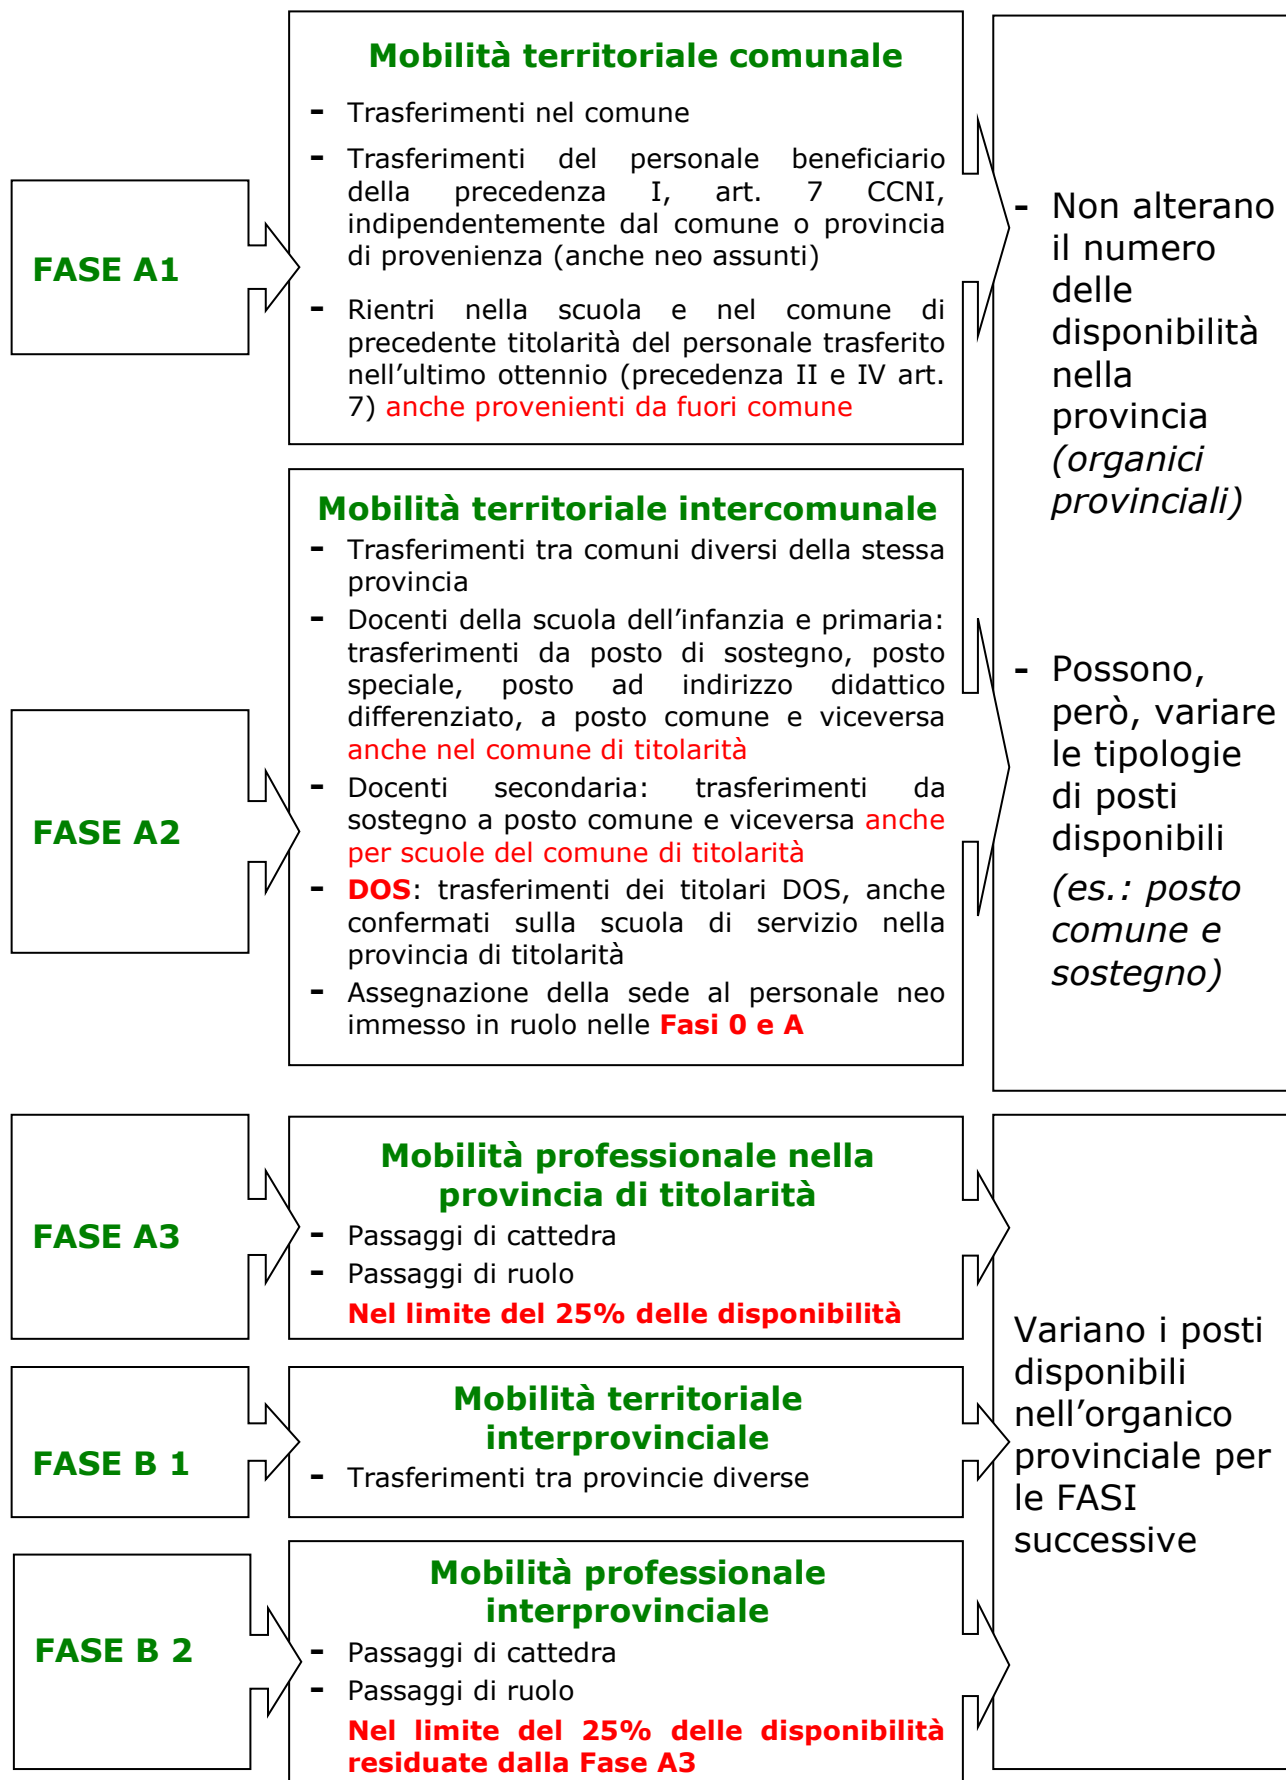 FASE A1
Mobilità territoriale comunale
- Trasferimenti nel comune
- Trasferimenti del personale beneficiario
della precedenza I, art. 7 CCNI,
indipendentemente dal comune o provincia
di provenienza (anche neo assunti)
- Rientri nella scuola e nel comune di
precedente titolarità del personale trasferito
nell’ultimo ottennio (precedenza II e IV art.
7) anche provenienti da fuori comune
FASE A2
Mobilità territoriale intercomunale
- Trasferimenti tra comuni diversi della stessa
provincia
- Docenti della scuola dell’infanzia e primaria:
trasferimenti da posto di sostegno, posto
speciale, posto ad indirizzo didattico
differenziato, a posto comune e viceversa
anche nel comune di titolarità
- Docenti secondaria: trasferimenti da
sostegno a posto comune e viceversa anche
per scuole del comune di titolarità
- DOS: trasferimenti dei titolari DOS, anche
confermati sulla scuola di servizio nella
provincia di titolarità
- Assegnazione della sede al personale neo
immesso in ruolo nelle Fasi 0 e A
- Non alterano
il numero
delle
disponibilità
nella
provincia
(organici
provinciali)
- Possono,
però, variare
le tipologie
di posti
disponibili
(es.: posto
comune e
sostegno)
FASE A3
Mobilità professionale nella
provincia di titolarità
- Passaggi di cattedra
- Passaggi di ruolo
Nel limite del 25% delle disponibilità
FASE B 1
Mobilità territoriale
interprovinciale
- Trasferimenti tra provincie diverse
FASE B 2
Mobilità professionale
interprovinciale
- Passaggi di cattedra
- Passaggi di ruolo
Nel limite del 25% delle disponibilità
residuate dalla Fase A3
Variano i posti
disponibili
nell’organico
provinciale per
le FASI
successive